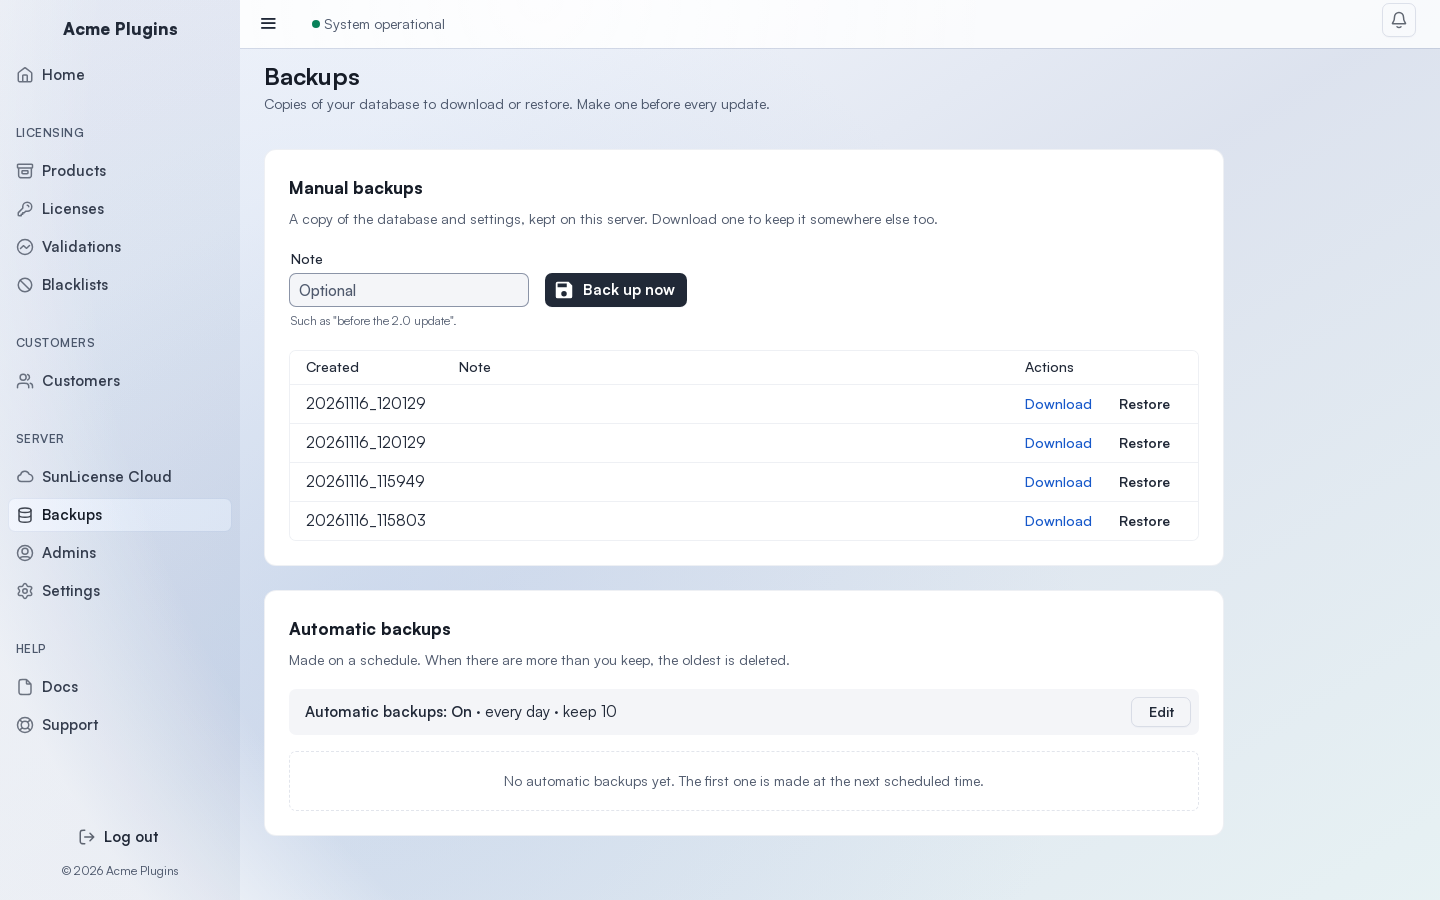 Acme Plugins
System operational
Home
LICENSING
Products
Licenses
Validations
Blacklists
CUSTOMERS
Customers
SERVER
SunLicense Cloud
Backups
Admins
Settings
HELP
Docs
Support
Log out
© 2026 Acme Plugins
Backups
Copies of your database to download or restore. Make one before every update.
Manual backups
A copy of the database and settings, kept on this server. Download one to keep it somewhere else too.
Note
Optional
Back up now
Such as "before the 2.0 update".
Created Note Actions
20261116_120129 Download Restore
20261116_120129 Download Restore
20261116_115949 Download Restore
20261116_115803 Download Restore
Automatic backups
Made on a schedule. When there are more than you keep, the oldest is deleted.
Automatic backups: On · every day · keep 10
Edit
No automatic backups yet. The first one is made at the next scheduled time.